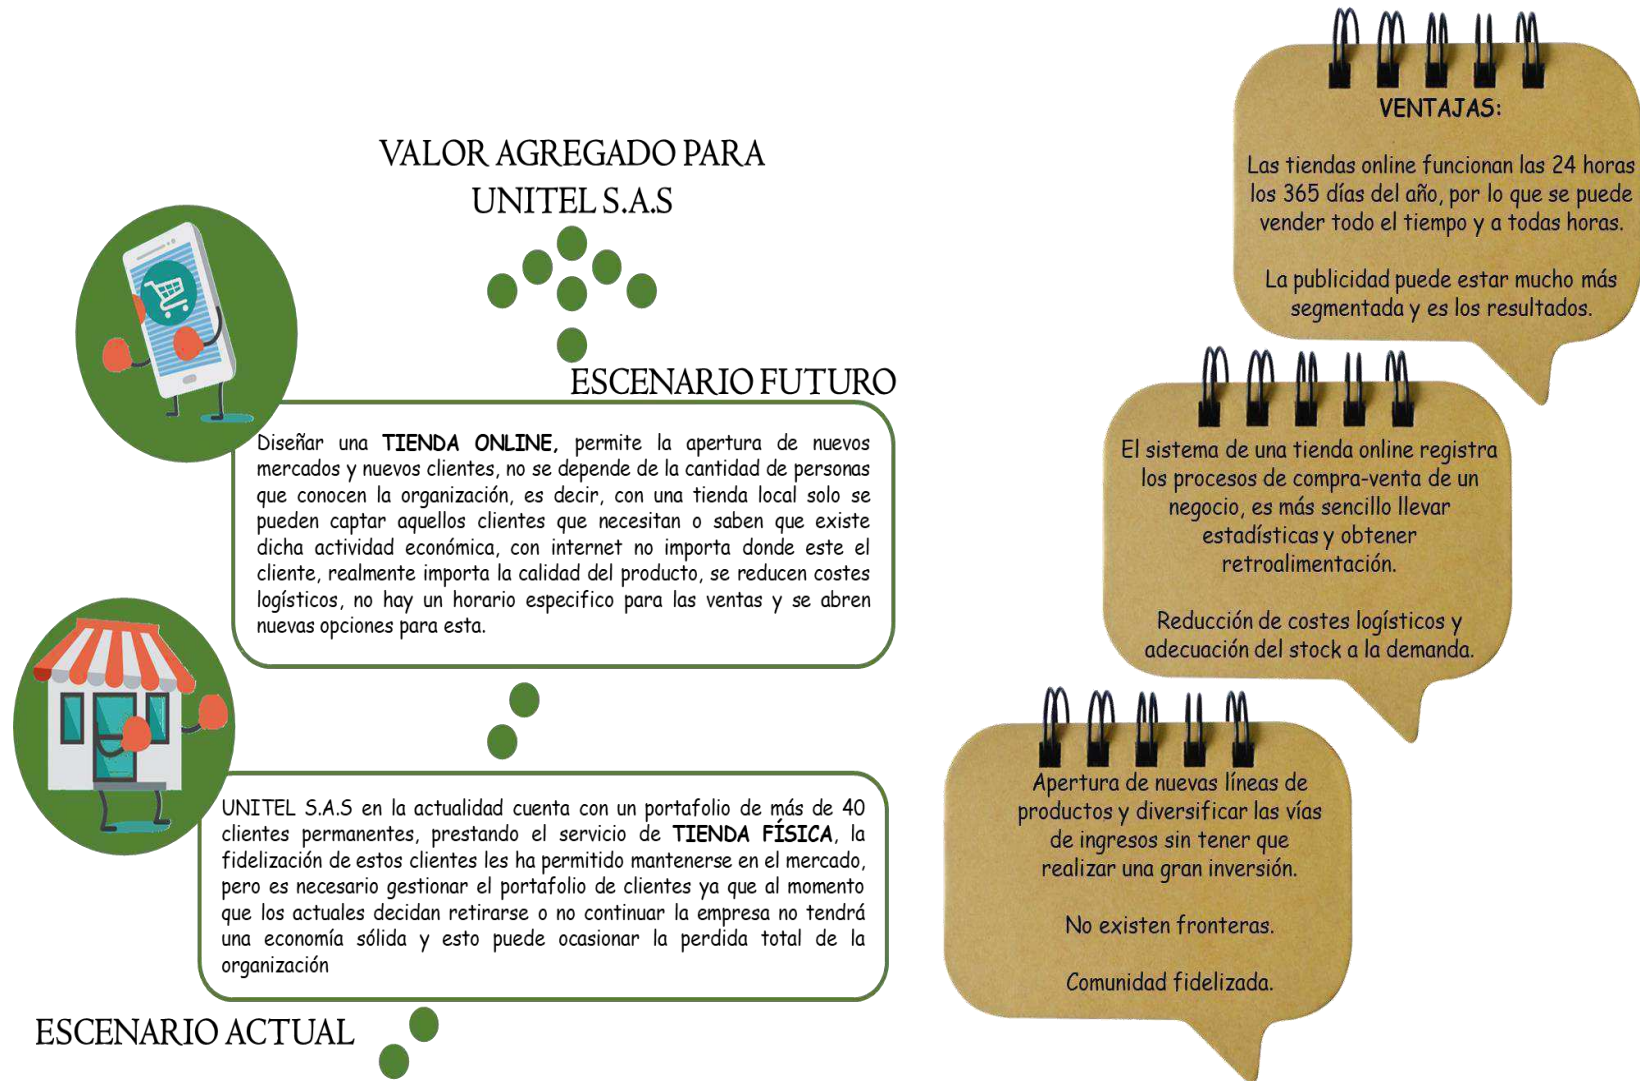 VALOR AGREGADO PARA
UNITEL S.A.S
ESCENARIO FUTURO
Diseñar una TIENDA ONLINE, permite la apertura de nuevos
mercados y nuevos clientes, no se depende de la cantidad de personas
que conocen la organización, es decir, con una tienda local solo se
pueden captar aquellos clientes que necesitan o saben que existe
dicha actividad económica, con internet no importa donde este el
cliente, realmente importa la calidad del producto, se reducen costes
logísticos, no hay un horario especifico para las ventas y se abren
nuevas opciones para esta.
UNITEL S.A.S en la actualidad cuenta con un portafolio de más de 40
clientes permanentes, prestando el servicio de TIENDA FÍSICA, la
fidelización de estos clientes les ha permitido mantenerse en el mercado,
pero es necesario gestionar el portafolio de clientes ya que al momento
que los actuales decidan retirarse o no continuar la empresa no tendrá
una economía sólida y esto puede ocasionar la perdida total de la
organización
ESCENARIO ACTUAL
VENTAJAS:
Las tiendas online funcionan las 24 horas
los 365 días del año, por lo que se puede
vender todo el tiempo y a todas horas.
La publicidad puede estar mucho más
segmentada y es los resultados.
El sistema de una tienda online registra
los procesos de compra-venta de un
negocio, es más sencillo llevar
estadísticas y obtener
retroalimentación.
Reducción de costes logísticos y
adecuación del stock a la demanda.
Apertura de nuevas líneas de
productos y diversificar las vías
de ingresos sin tener que
realizar una gran inversión.
No existen fronteras.
Comunidad fidelizada.